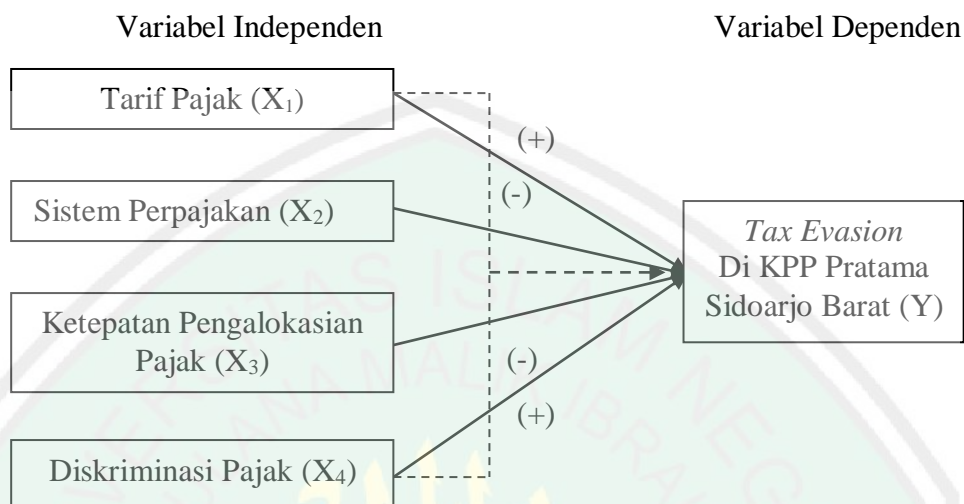 Variabel Independen
Variabel Dependen
Tarif Pajak (X₁)
(+)
(-)
Sistem Perpajakan (X₂)
Tax Evasion
Di KPP Pratama
Sidoarjo Barat (Y)
Ketepatan Pengalokasian
Pajak (X₃)
(-)
(+)
Diskriminasi Pajak (X₄)